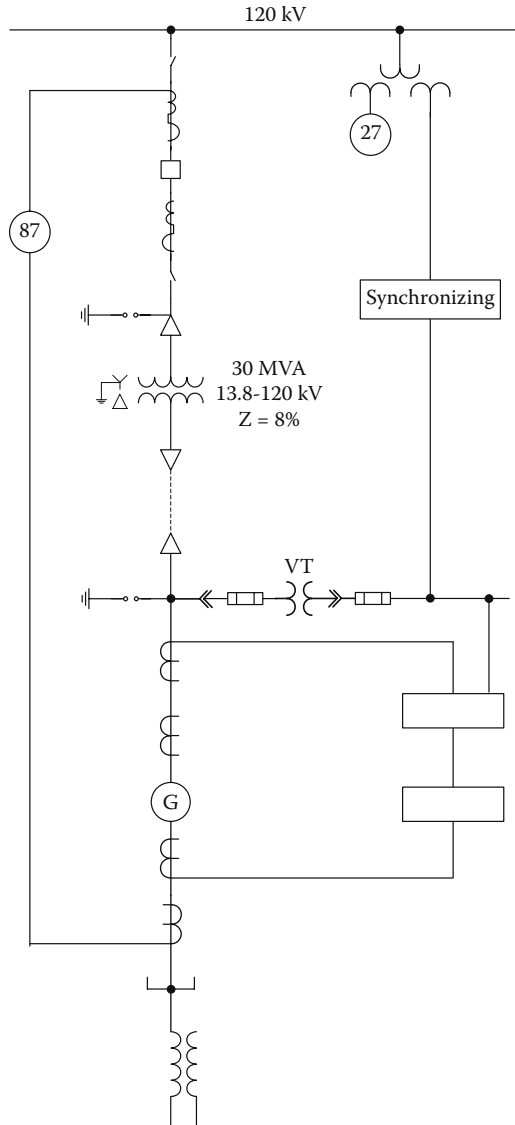 120 kV
27
87
Synchronizing
30 MVA
13.8-120 kV
Z = 8%
VT
G